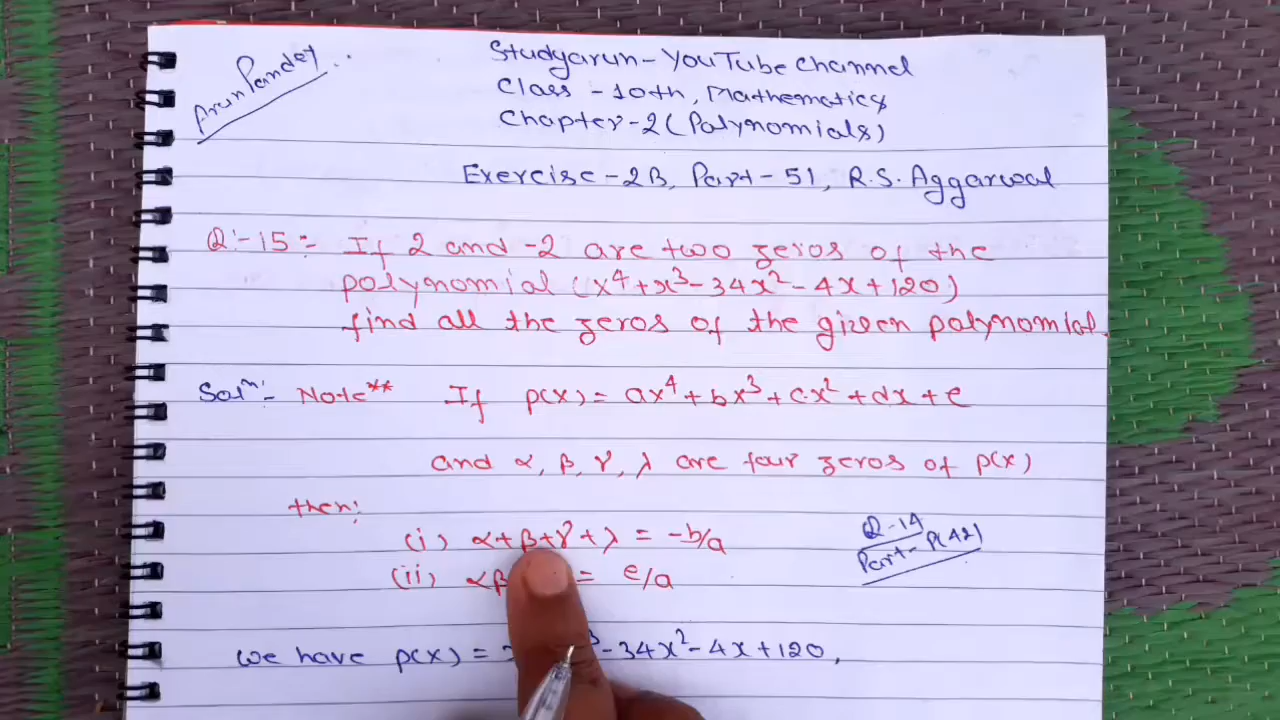 Arun Pandey...
Studyarun - YouTube Channel
Class - 10th, Mathematics
Chapter-2 (Polynomials)
Exercise - 2B, Part - 51, R.S. Aggarwal
Q:-15:- If 2 and -2 are two zeros of the
polynomial (x⁴+x³-34x²-4x+120)
find all the zeros of the given polynomial.
Solⁿ:- Note** If p(x) = ax⁴+bx³+cx²+dx+e
and α, β, γ, λ are four zeros of p(x)
then:
(i) α+β+γ+λ = -b/a
(ii) αβ = e/a
Q-14
Part-P(42)
we have p(x) = ³-34x²-4x+120,